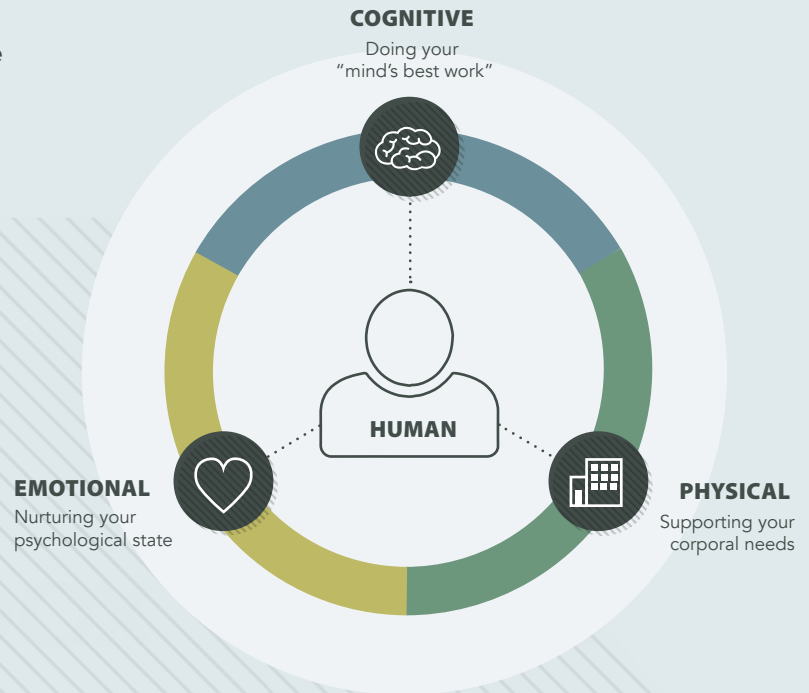 COGNITIVE
Doing your
“mind’s best work”
HUMAN
EMOTIONAL
Nurturing your
psychological state
PHYSICAL
Supporting your
corporal needs